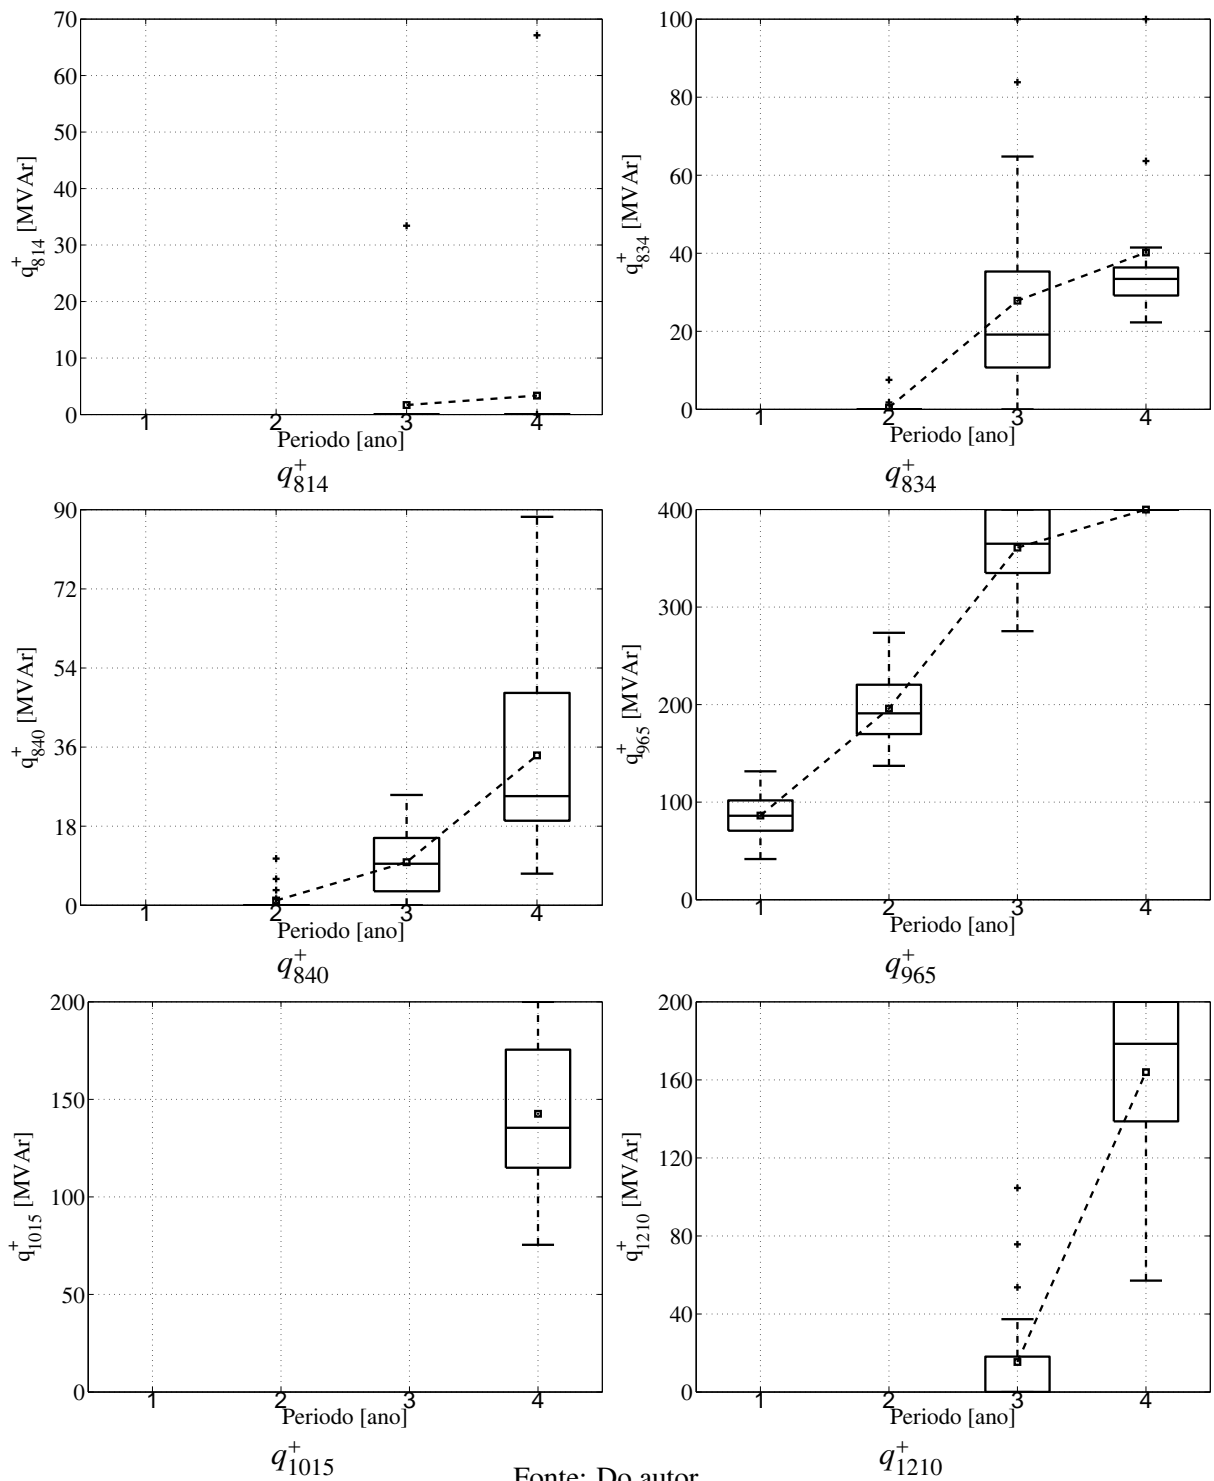 70
60
50
40
30
20
10
0
q+814 [MVAr]
1 2 3 4
Periodo [ano]
q+814
100
80
60
40
20
0
q+834 [MVAr]
1 2 3 4
Periodo [ano]
q+834
90
72
54
36
18
0
q+840 [MVAr]
1 2 3 4
Periodo [ano]
q+840
400
300
200
100
0
q+965 [MVAr]
1 2 3 4
Periodo [ano]
q+965
200
150
100
50
0
q+1015 [MVAr]
1 2 3 4
Periodo [ano]
q+1015
200
160
120
80
40
0
q+1210 [MVAr]
1 2 3 4
Periodo [ano]
q+1210
Fonte: Do autor